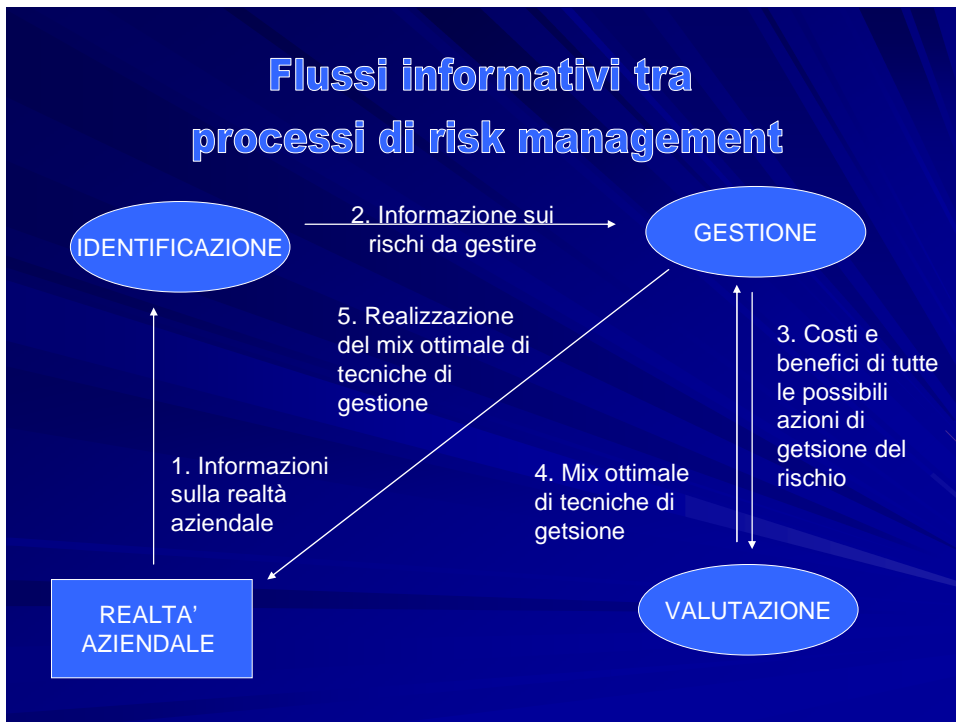 Flussi informativi tra
processi di risk management
IDENTIFICAZIONE
2. Informazione sui
rischi da gestire
GESTIONE
5. Realizzazione
del mix ottimale di
tecniche di
gestione
3. Costi e
benefici di tutte
le possibili
azioni di
getsione del
rischio
1. Informazioni
sulla realtà
aziendale
4. Mix ottimale
di tecniche di
getsione
REALTA’
AZIENDALE
VALUTAZIONE